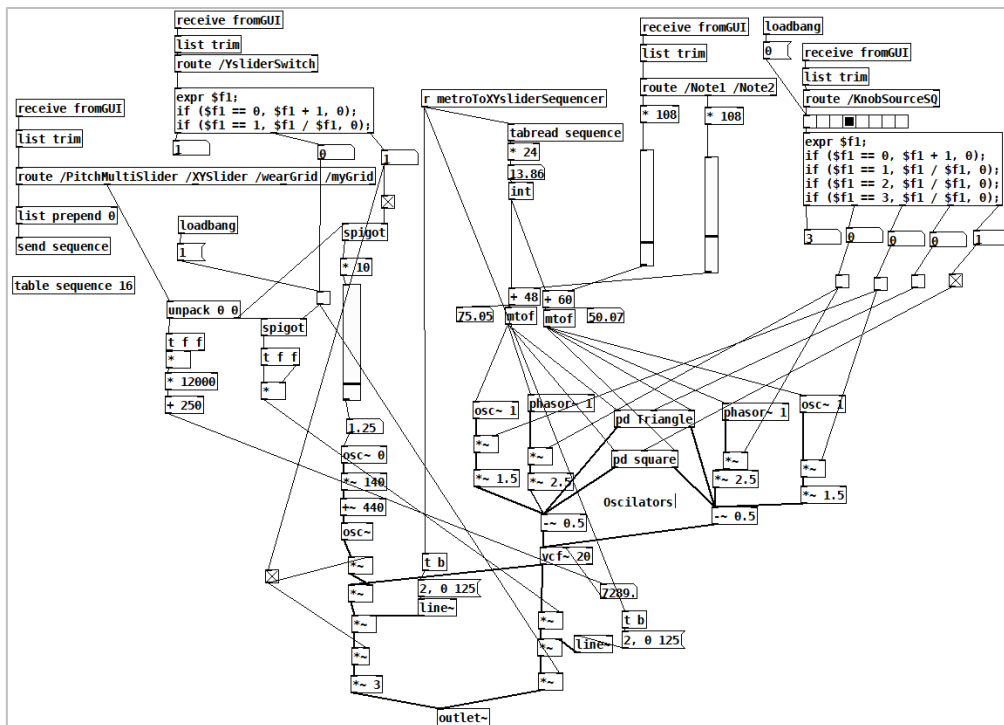 receive fromGUI
list trim
route /YsliderSwitch
expr $f1;
if ($f1 == 0, $f1 + 1, 0);
if ($f1 == 1, $f1 / $f1, 0);
1
0
1
receive fromGUI
list trim
route /PitchMultiSlider /XYSlider /wearGrid /myGrid
list prepend 0
send sequence
table sequence 16
loadbang
1
unpack 0 0
t f f
*
* 12000
+ 250
spigot
t f f
*
spigot
* 10
1.25
osc~ 0
*~ 140
+~ 440
osc~
*~
*~
*~
*~
*~ 3
r metroToXYsliderSequencer
tabread sequence
* 24
13.86
int
receive fromGUI
list trim
route /Note1 /Note2
* 108
* 108
loadbang
0
receive fromGUI
list trim
route /KnobSourceSQ
expr $f1;
if ($f1 == 0, $f1 + 1, 0);
if ($f1 == 1, $f1 / $f1, 0);
if ($f1 == 2, $f1 / $f1, 0);
if ($f1 == 3, $f1 / $f1, 0);
3
0
0
0
1
+ 48
+ 60
75.05
mtof
mtof
50.07
osc~ 1
phasor~ 1
pd Triangle
phasor~ 1
osc~ 1
*~
*~
pd square
*~
*~
*~ 1.5
*~ 2.5
*~ 2.5
*~ 1.5
Oscilators
-~ 0.5
-~ 0.5
vcf~ 20
t b
2, 0 125
line~
7289.
t b
2, 0 125
line~
*~
*~
*~
outlet~